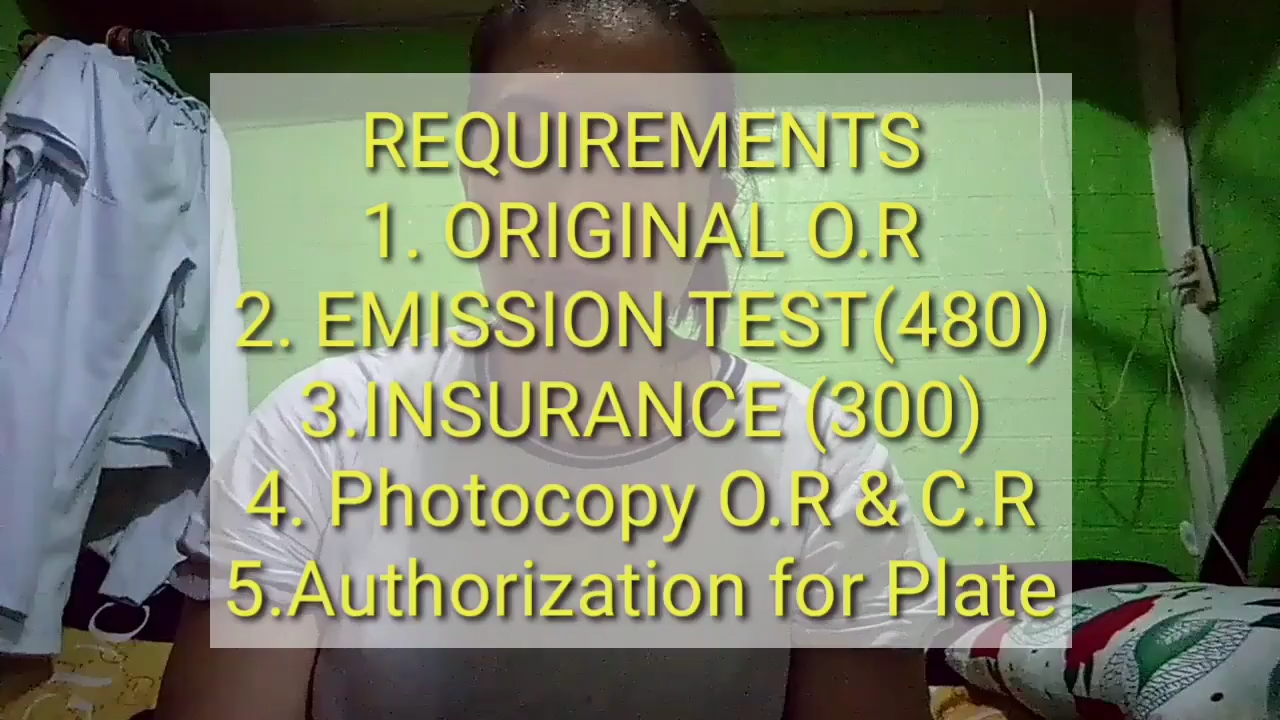 REQUIREMENTS
1. ORIGINAL O.R
2. EMISSION TEST(480)
3.INSURANCE (300)
4. Photocopy O.R & C.R
5.Authorization for Plate